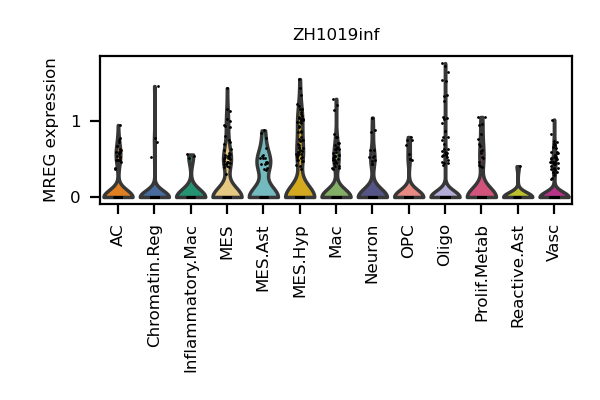 ZH1019inf
MREG expression
1
0
AC
Chromatin.Reg
Inflammatory.Mac
MES
MES.Ast
MES.Hyp
Mac
Neuron
OPC
Oligo
Prolif.Metab
Reactive.Ast
Vasc